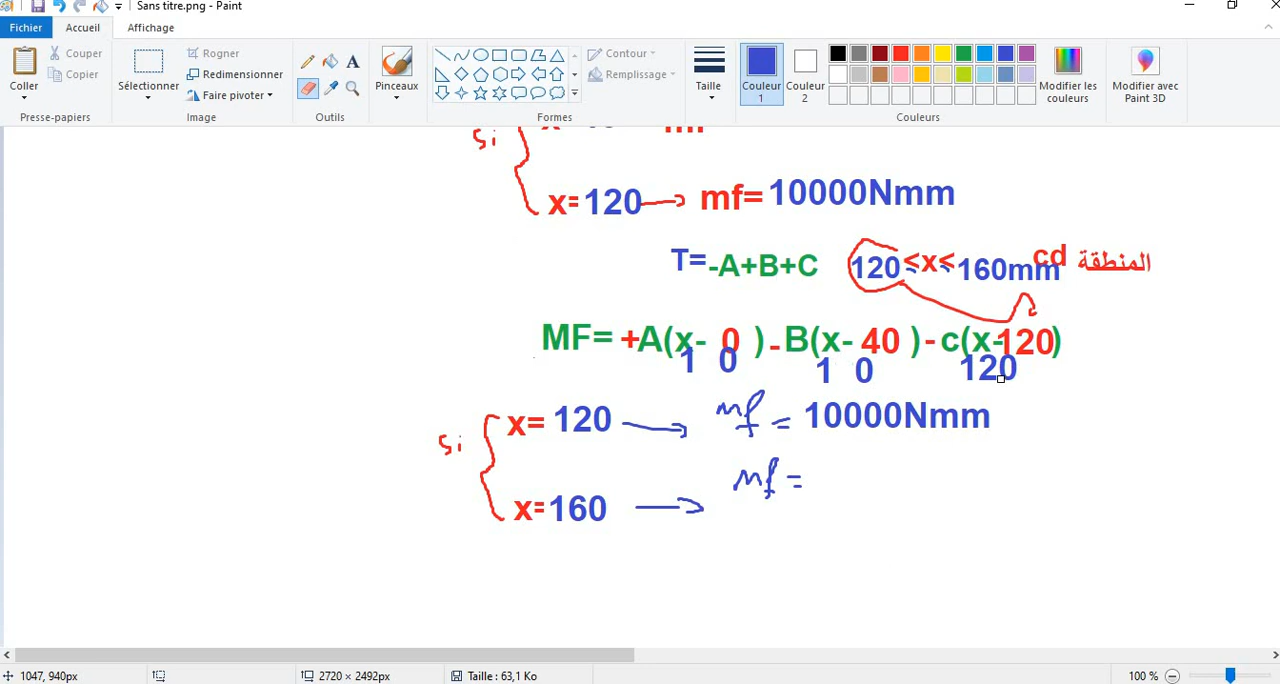 Sans titre.png - Paint
Fichier Accueil Affichage
Coller Couper Copier Presse-papiers
Sélectionner Rogner Redimensionner Faire pivoter Image
Outils
Pinceaux
Contour Remplissage Formes
Taille
Couleur 1 Couleur 2 Couleurs
Modifier les couleurs
Modifier avec Paint 3D
si
x=120 mf= 10000Nmm
T=-A+B+C 120 <x< 160mm cd المنطقة
MF= +A(x- 0 ) - B(x- 40 ) - c(x-120)
1 0 1 0 120
si x= 120 mf = 10000Nmm
mf =
x=160
1047, 940px 2720 × 2492px Taille : 63,1 Ko 100 %